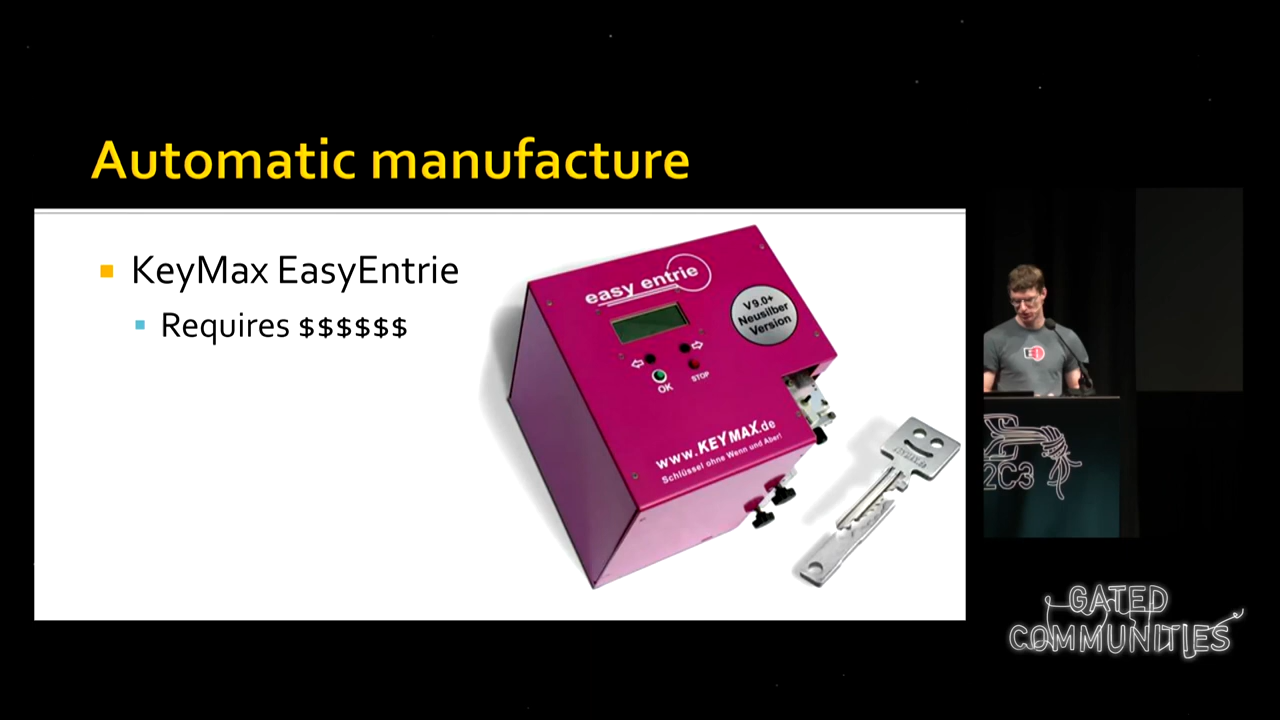 Automatic manufacture
KeyMax EasyEntrie
Requires $$$$$$
easy entrie
V9.0+
Neusilber
Version
OK
STOP
www.KEYMAX.de
Schlüssel ohne Wenn und Aber!
2C3
GATED
COMMUNITIES